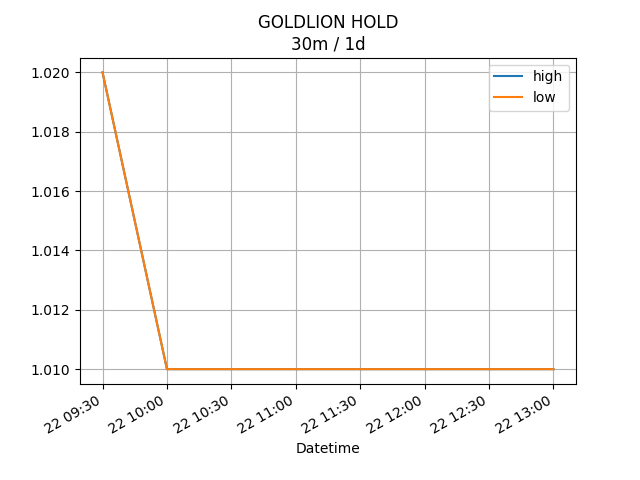 GOLDLION HOLD
30m / 1d
high
low
1.020
1.018
1.016
1.014
1.012
1.010
22 09:30
22 10:00
22 10:30
22 11:00
22 11:30
22 12:00
22 12:30
22 13:00
Datetime